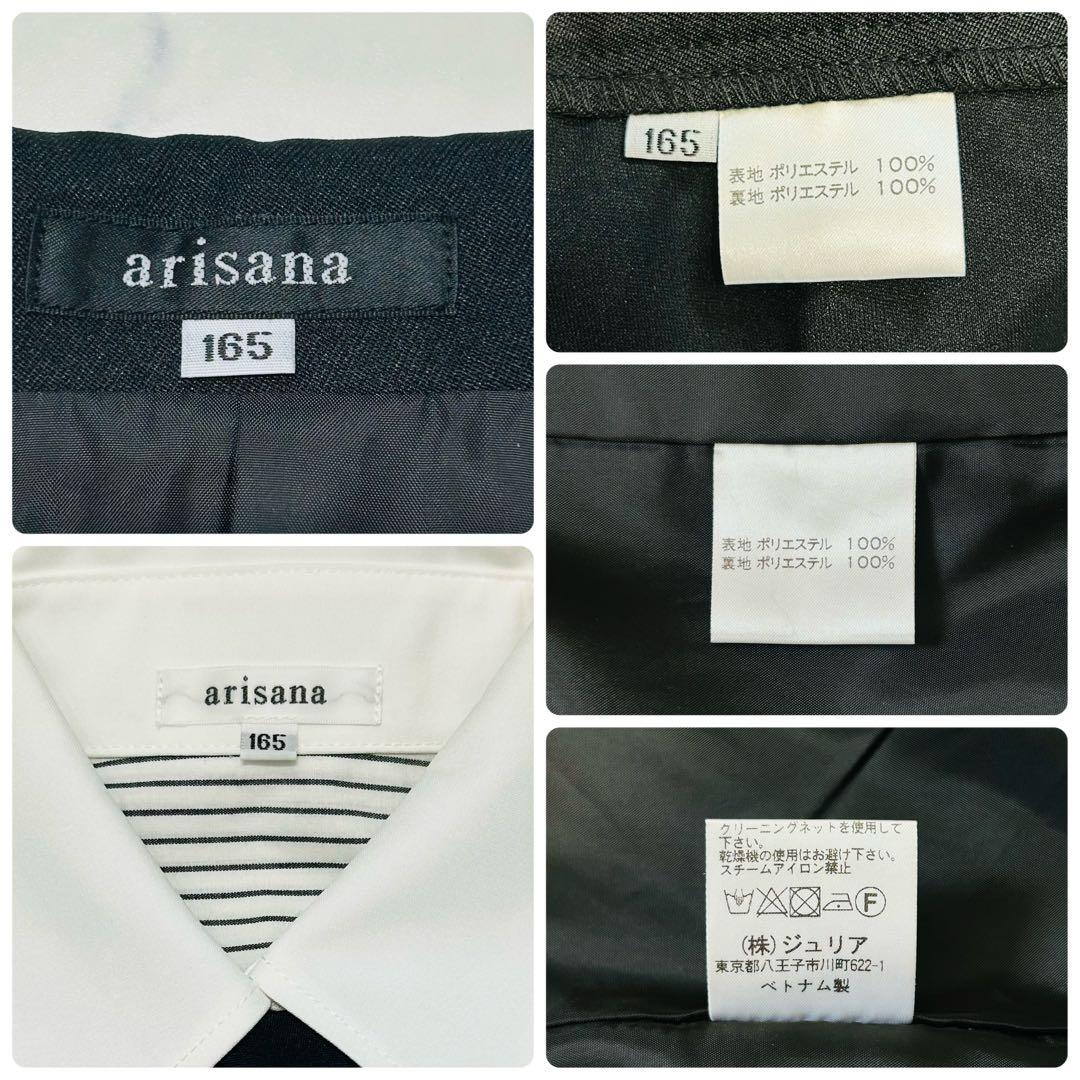 arisana
165
165
表地 ポリエステル 100%
裏地 ポリエステル 100%
表地 ポリエステル 100%
裏地 ポリエステル 100%
arisana
165
クリーニングネットを使用して
下さい。
乾燥機の使用はお避け下さい。
スチームアイロン禁止
F
(株)ジュリア
東京都八王子市川町622-1
ベトナム製